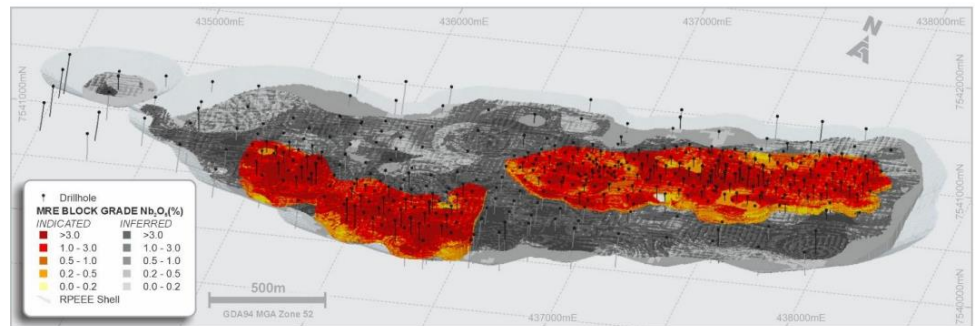 435000mE
436000mE
437000mE
438000mE
N
7541000mN
7542000mN
7541000mN
7540000mN
Drillhole
MRE BLOCK GRADE Nb₂O₅(%)
INDICATED INFERRED
>3.0 >3.0
1.0 - 3.0 1.0 - 3.0
0.5 - 1.0 0.5 - 1.0
0.2 - 0.5 0.2 - 0.5
0.0 - 0.2 0.0 - 0.2
RPEEE Shell
500m
GDA94 MGA Zone 52
437000mE
438000mE